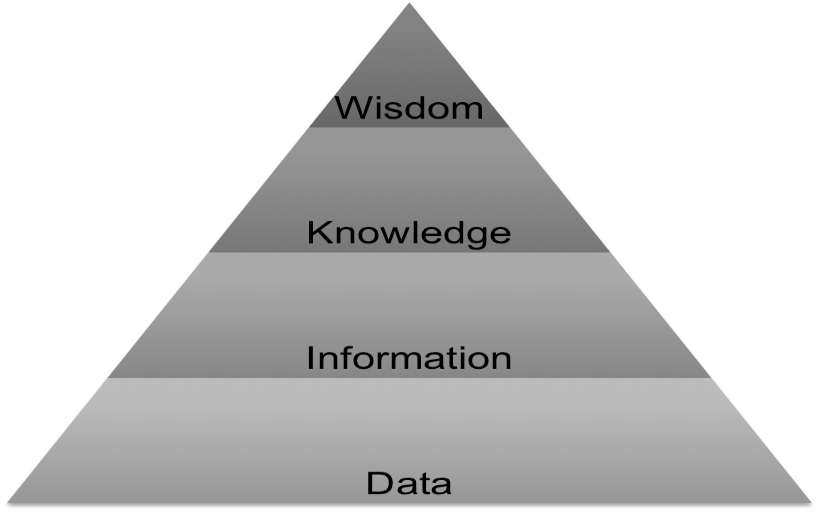 Wisdom
Knowledge
Information
Data